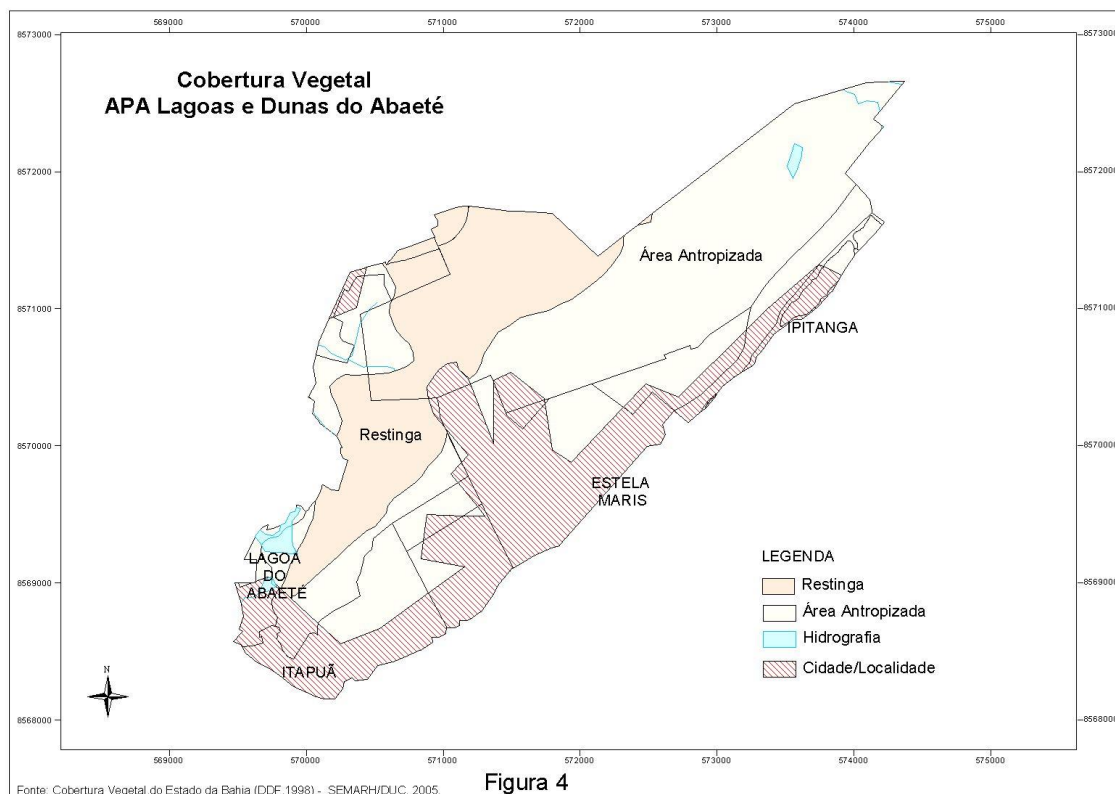 569000 570000 571000 572000 573000 574000 575000
8573000 8573000
Cobertura Vegetal
APA Lagoas e Dunas do Abaeté
8572000 8572000
Área Antropizada
8571000 8571000
IPITANGA
Restinga
8570000 8570000
ESTELA
MARIS
LAGOA
DO
ABAETÉ
8569000 8569000
ITAPUÃ
LEGENDA
Restinga
Área Antropizada
Hidrografia
Cidade/Localidade
N
8568000 8568000
569000 570000 571000 572000 573000 574000 575000
Figura 4
Fonte: Cobertura Vegetal do Estado da Bahia (DDF 1998) - SEMARH/DUC, 2005.